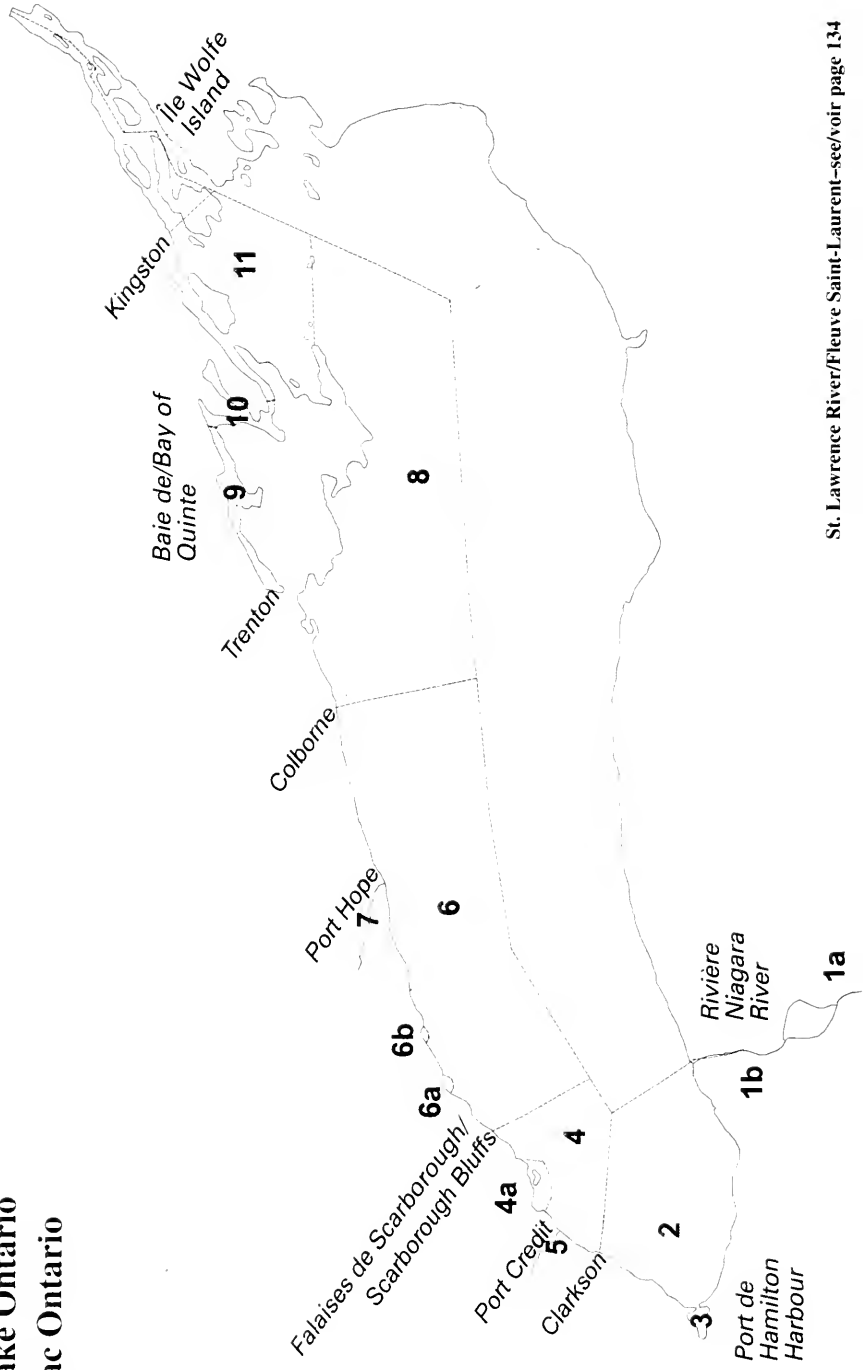 ake Ontario
ac Ontario
Île Wolfe
Island
Kingston
11
Baie de/Bay of
Quinte
10
9
8
Trenton
Colborne
Port Hope
7
6
6b
6a
Falaises de Scarborough/
Scarborough Bluffs
4a
4
Port Credit
5
Clarkson
2
3
Port de
Hamilton
Harbour
Rivière
Niagara
River
1a
1b
St. Lawrence River/Fleuve Saint-Laurent–see/voir page 134